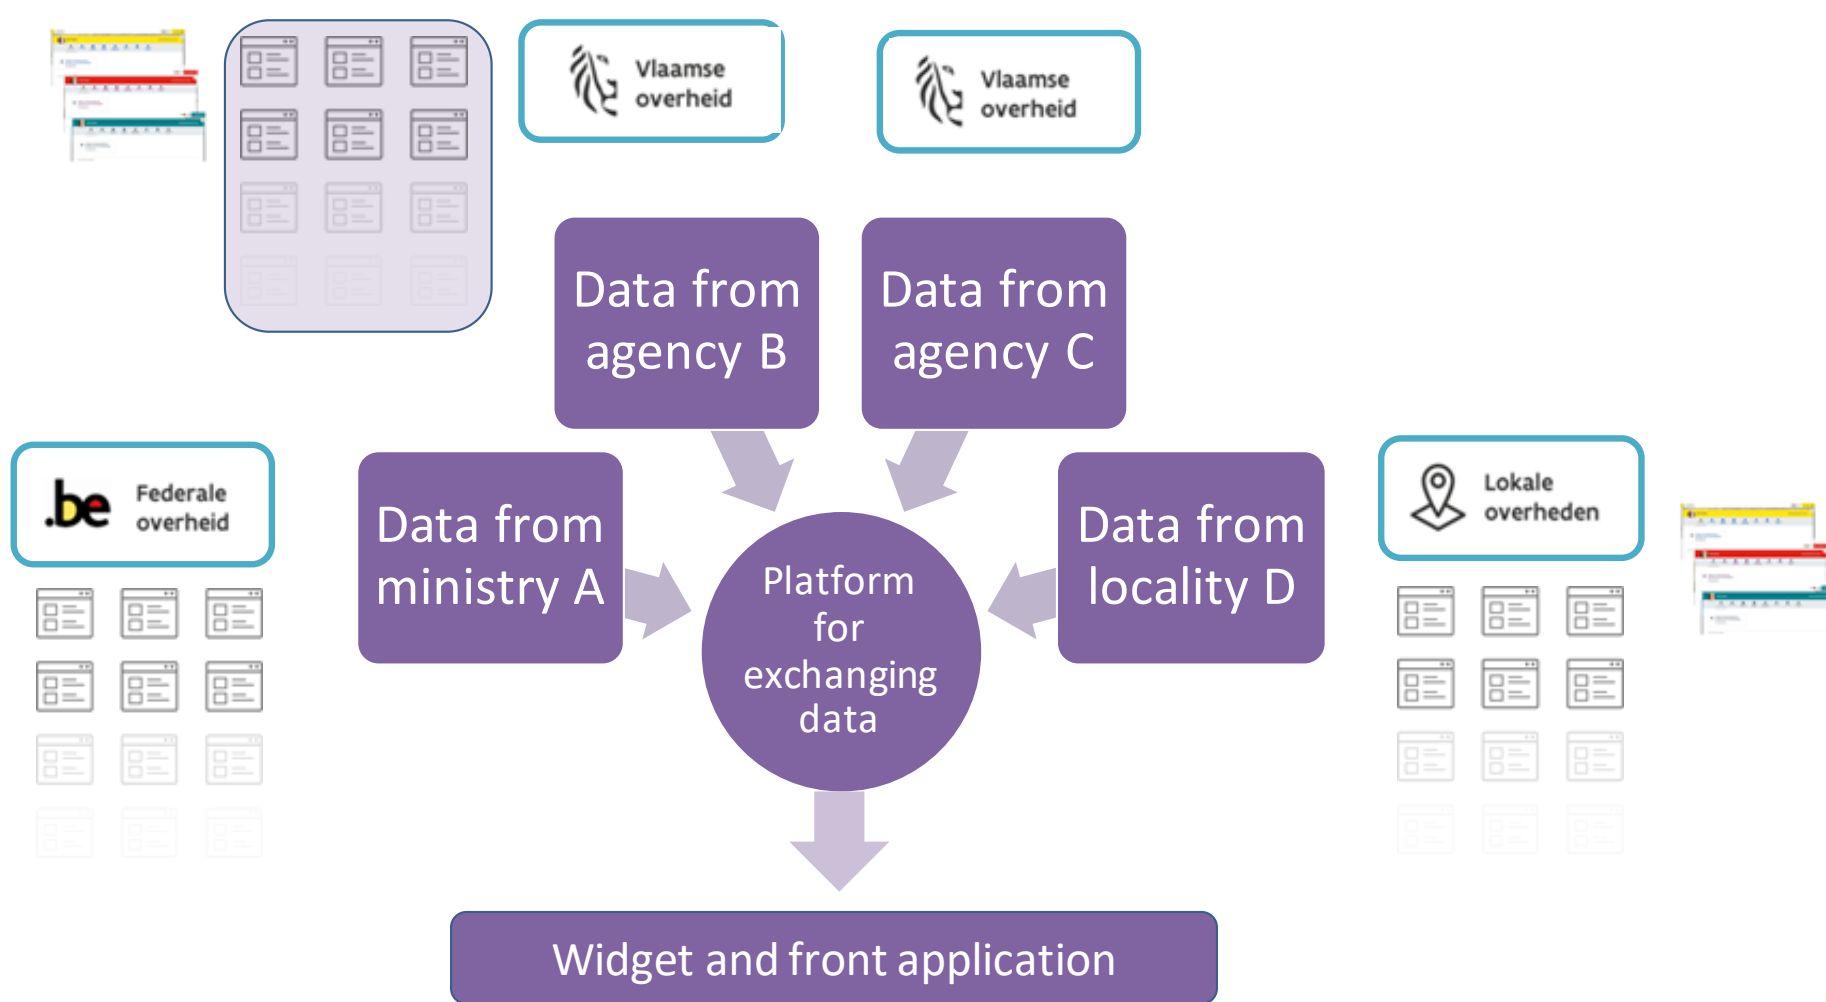 Vlaamse
overheid
Vlaamse
overheid
Data from
agency B
Data from
agency C
.be
Federale
overheid
Data from
ministry A
Data from
locality D
Lokale
overheden
Platform
for
exchanging
data
Widget and front application